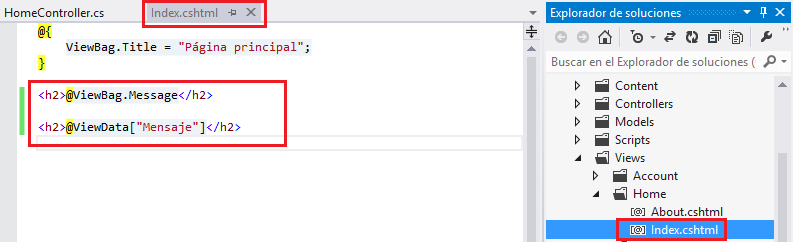 HomeController.cs
Index.cshtml
@{
ViewBag.Title = "Página principal";
}
<h2>@ViewBag.Message</h2>
<h2>@ViewData["Mensaje"]</h2>
Explorador de soluciones
Buscar en el Explorador de soluciones (
Content
Controllers
Models
Scripts
Views
Account
Home
[@] About.cshtml
[@] Index.cshtml